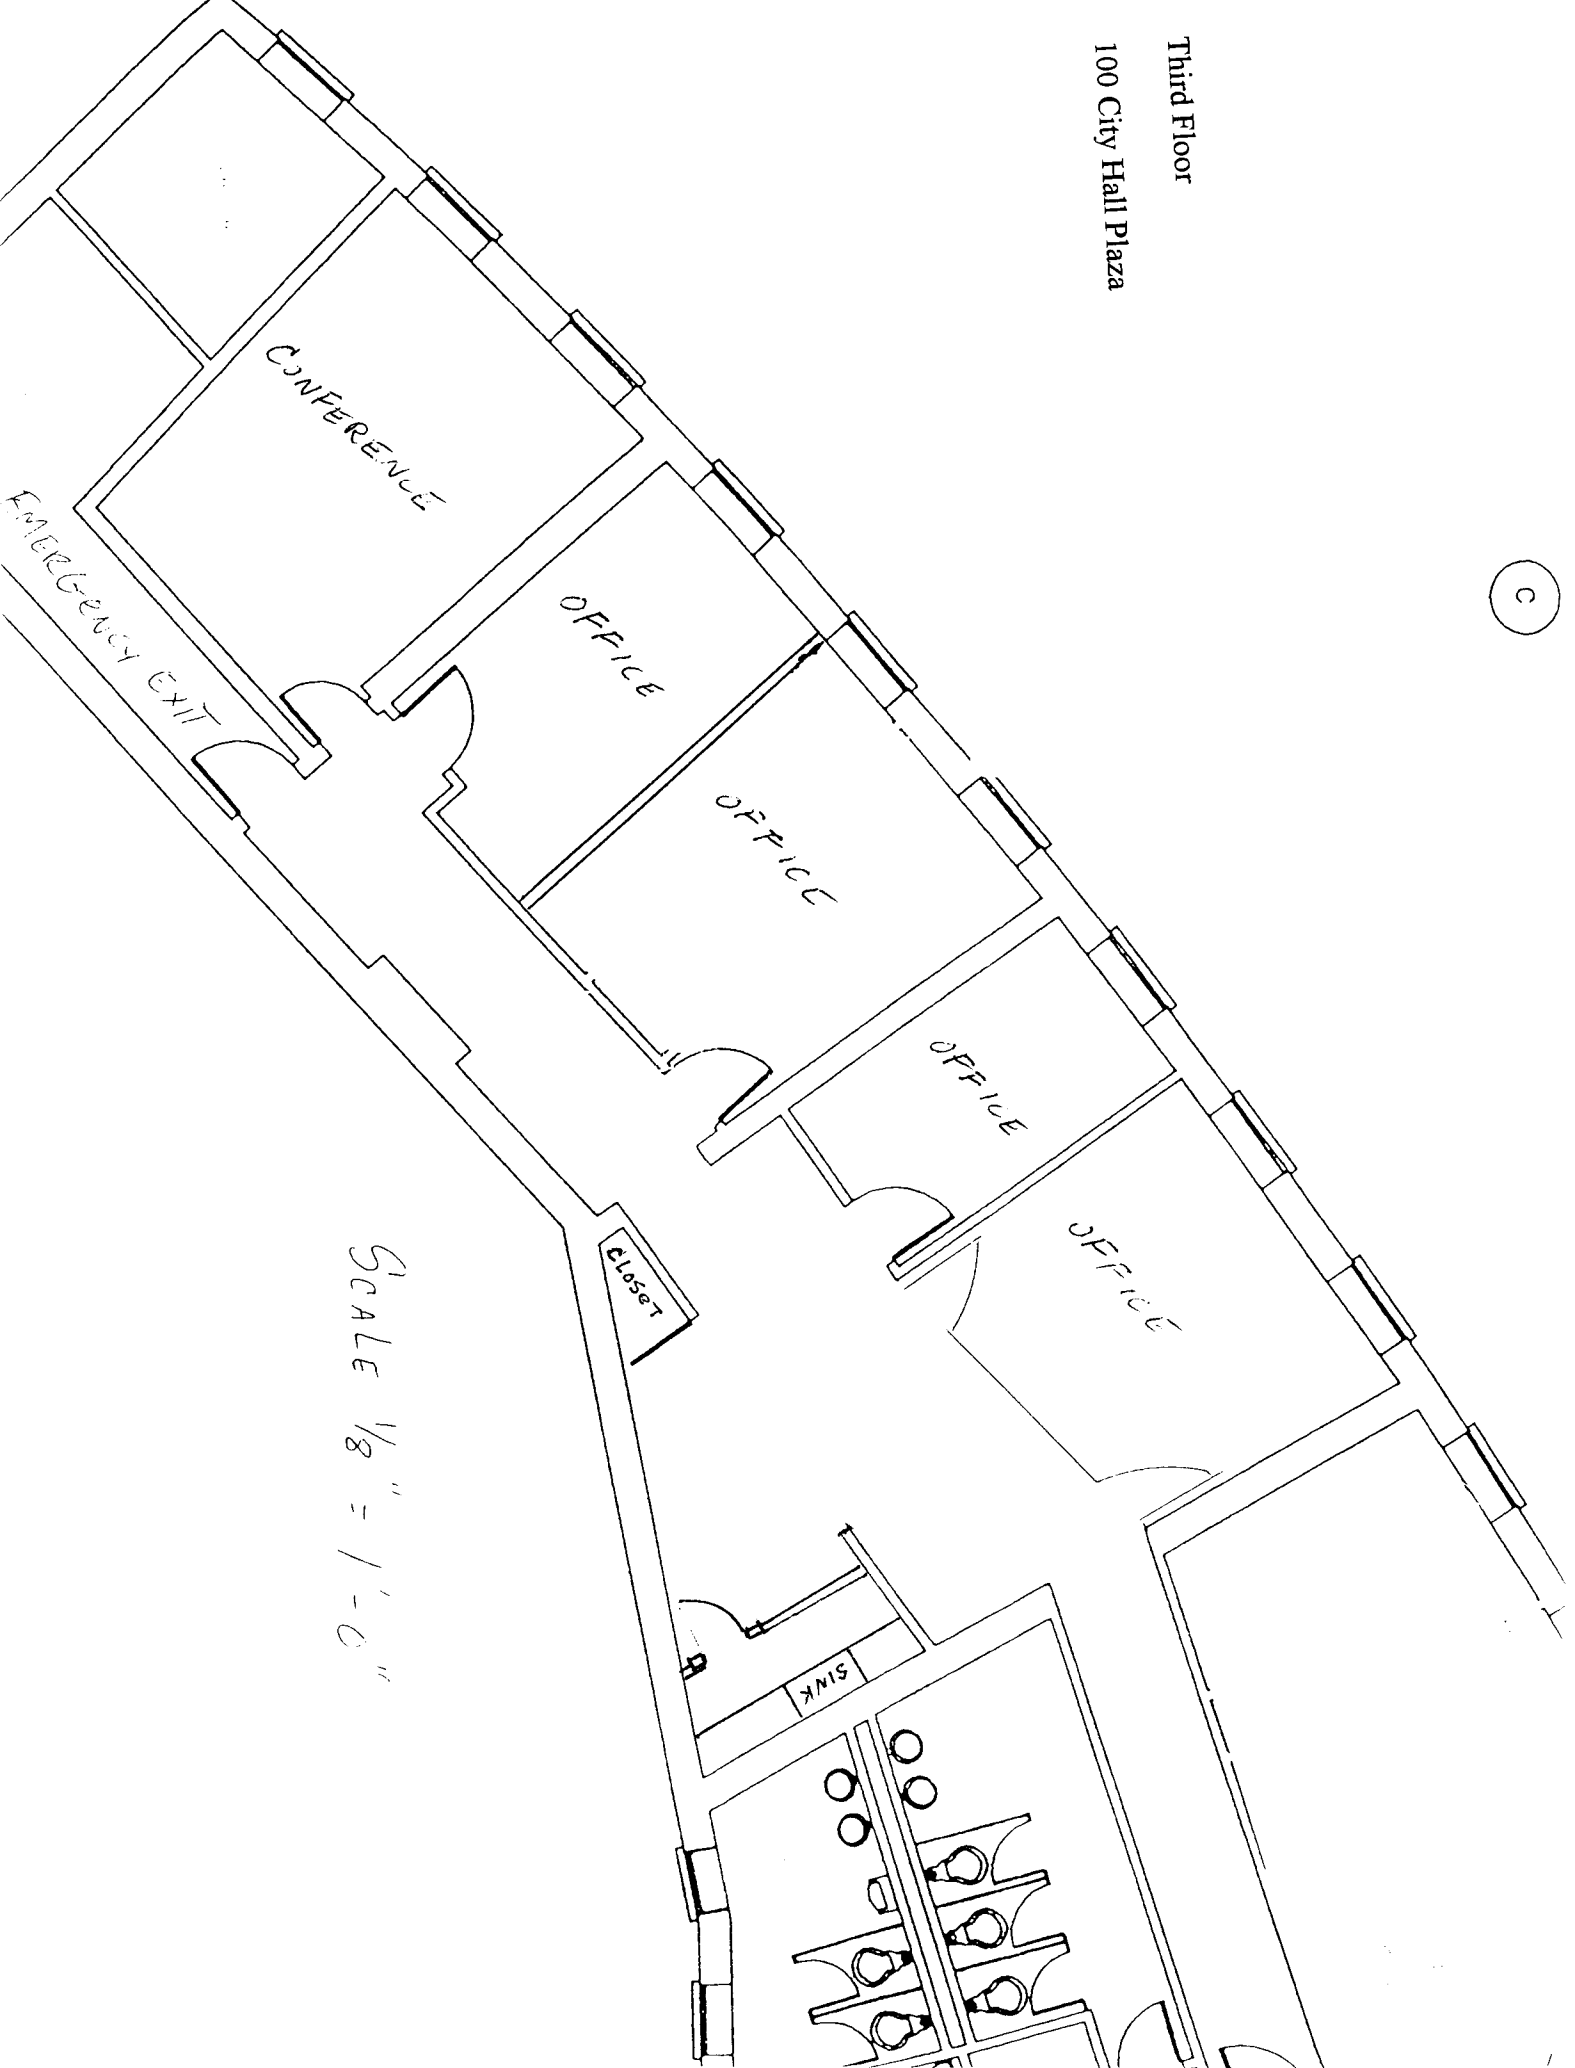 Third Floor
100 City Hall Plaza
C
CONFERENCE
OFFICE
OFFICE
OFFICE
OFFICE
EMERGENCY EXIT
CLOSET
SINK
SCALE 1/8" = 1'-0"